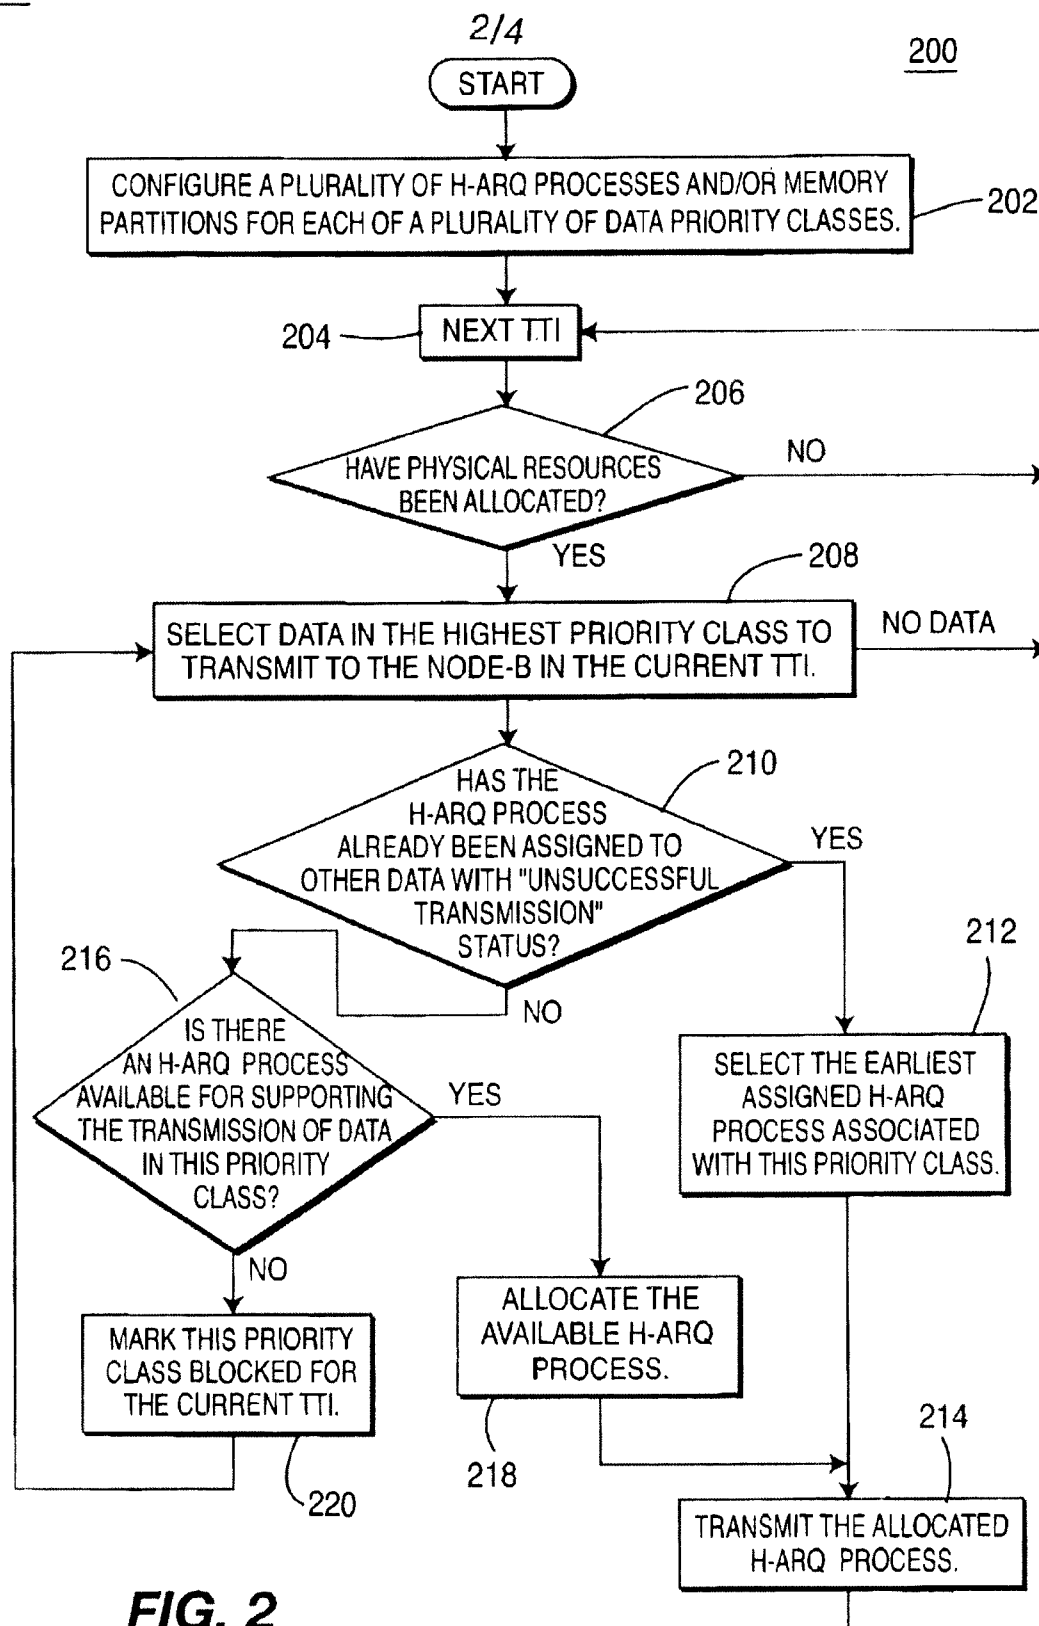 2/4
200
START
CONFIGURE A PLURALITY OF H-ARQ PROCESSES AND/OR MEMORY
PARTITIONS FOR EACH OF A PLURALITY OF DATA PRIORITY CLASSES.
202
204
NEXT TTI
206
HAVE PHYSICAL RESOURCES
BEEN ALLOCATED?
NO
YES
208
SELECT DATA IN THE HIGHEST PRIORITY CLASS TO
TRANSMIT TO THE NODE-B IN THE CURRENT TTI.
NO DATA
210
HAS THE
H-ARQ PROCESS
ALREADY BEEN ASSIGNED TO
OTHER DATA WITH "UNSUCCESSFUL
TRANSMISSION"
STATUS?
YES
NO
212
SELECT THE EARLIEST
ASSIGNED H-ARQ
PROCESS ASSOCIATED
WITH THIS PRIORITY CLASS.
216
IS THERE
AN H-ARQ PROCESS
AVAILABLE FOR SUPPORTING
THE TRANSMISSION OF DATA
IN THIS PRIORITY
CLASS?
YES
NO
ALLOCATE THE
AVAILABLE H-ARQ
PROCESS.
218
MARK THIS PRIORITY
CLASS BLOCKED FOR
THE CURRENT TTI.
220
214
TRANSMIT THE ALLOCATED
H-ARQ PROCESS.
FIG. 2